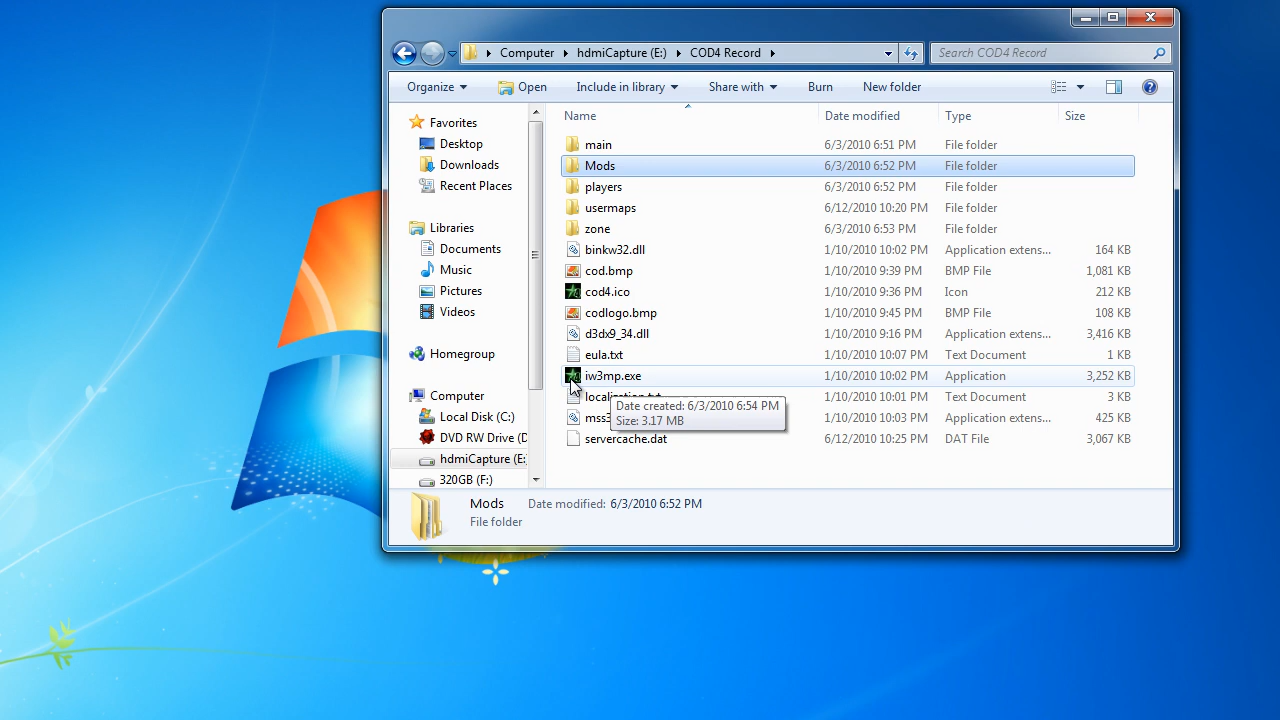 Computer hdmiCapture (E:) COD4 Record
Search COD4 Record
Organize Open Include in library Share with Burn New folder
Name Date modified Type Size
Favorites
Desktop
Downloads
Recent Places
Libraries
Documents
Music
Pictures
Videos
Homegroup
Computer
Local Disk (C:)
DVD RW Drive (D
hdmiCapture (E:
320GB (F:)
main 6/3/2010 6:51 PM File folder
Mods 6/3/2010 6:52 PM File folder
players 6/3/2010 6:52 PM File folder
usermaps 6/12/2010 10:20 PM File folder
zone 6/3/2010 6:53 PM File folder
binkw32.dll 1/10/2010 10:02 PM Application extens... 164 KB
cod.bmp 1/10/2010 9:39 PM BMP File 1,081 KB
cod4.ico 1/10/2010 9:36 PM Icon 212 KB
codlogo.bmp 1/10/2010 9:45 PM BMP File 108 KB
d3dx9_34.dll 1/10/2010 9:16 PM Application extens... 3,416 KB
eula.txt 1/10/2010 10:07 PM Text Document 1 KB
iw3mp.exe 1/10/2010 10:02 PM Application 3,252 KB
localization.txt 1/10/2010 10:01 PM Text Document 3 KB
mss3 1/10/2010 10:03 PM Application extens... 425 KB
servercache.dat 6/12/2010 10:25 PM DAT File 3,067 KB
Date created: 6/3/2010 6:54 PM
Size: 3.17 MB
Mods Date modified: 6/3/2010 6:52 PM
File folder